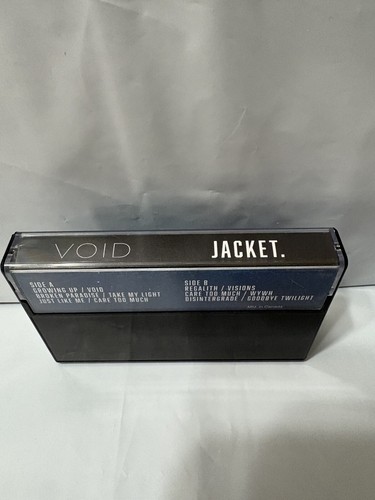 VOID JACKET.
SIDE A
GROWING UP / VOID
BROKEN PARADISE / TAKE MY LIGHT
JUST LIKE ME / CARE TOO MUCH
SIDE B
REGALITH / VISIONS
CARE TOO MUCH / WYWH
DISINTERGRADE / GOODBYE TWILIGHT